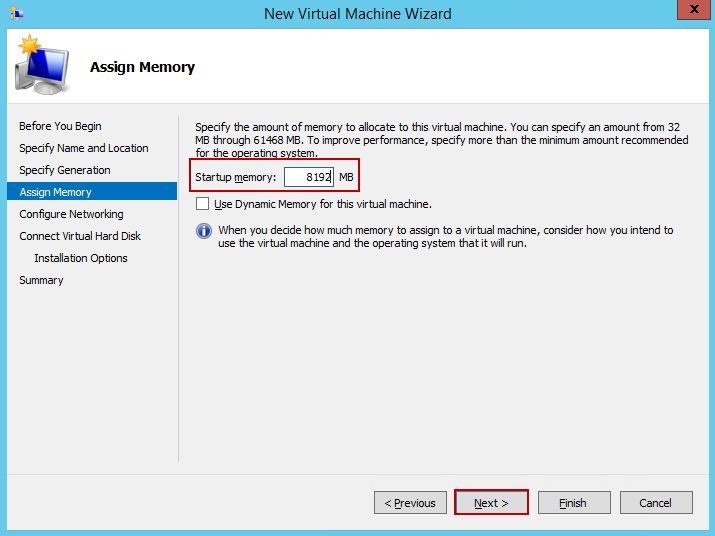 New Virtual Machine Wizard
x
Assign Memory
Before You Begin
Specify Name and Location
Specify Generation
Assign Memory
Configure Networking
Connect Virtual Hard Disk
Installation Options
Summary
Specify the amount of memory to allocate to this virtual machine. You can specify an amount from 32
MB through 61468 MB. To improve performance, specify more than the minimum amount recommended
for the operating system.
Startup memory: 8192 MB
Use Dynamic Memory for this virtual machine.
When you decide how much memory to assign to a virtual machine, consider how you intend to
use the virtual machine and the operating system that it will run.
< Previous Next > Finish Cancel